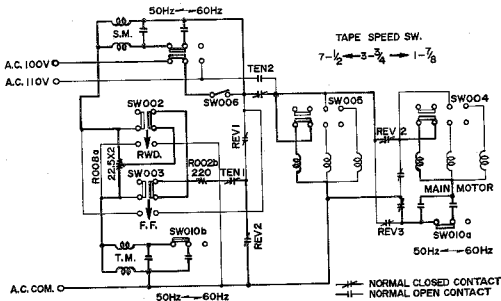 50Hz←→60Hz
S.M.
TAPE SPEED SW.
7-1/2 ←→ 3-3/4 → 1-7/8
A.C. 100V
A.C. 110V
TEN2
SW006
SW005
SW004
SW002
REV1
REV 2
R008a
22.5X2
RWD.
R002b
220
TEN1
SW003
MAIN MOTOR
F.F.
SW010b
REV2
REV3
SW010a
T.M.
50Hz←→60Hz
A.C. COM.
NORMAL CLOSED CONTACT
NORMAL OPEN CONTACT
50Hz←→60Hz